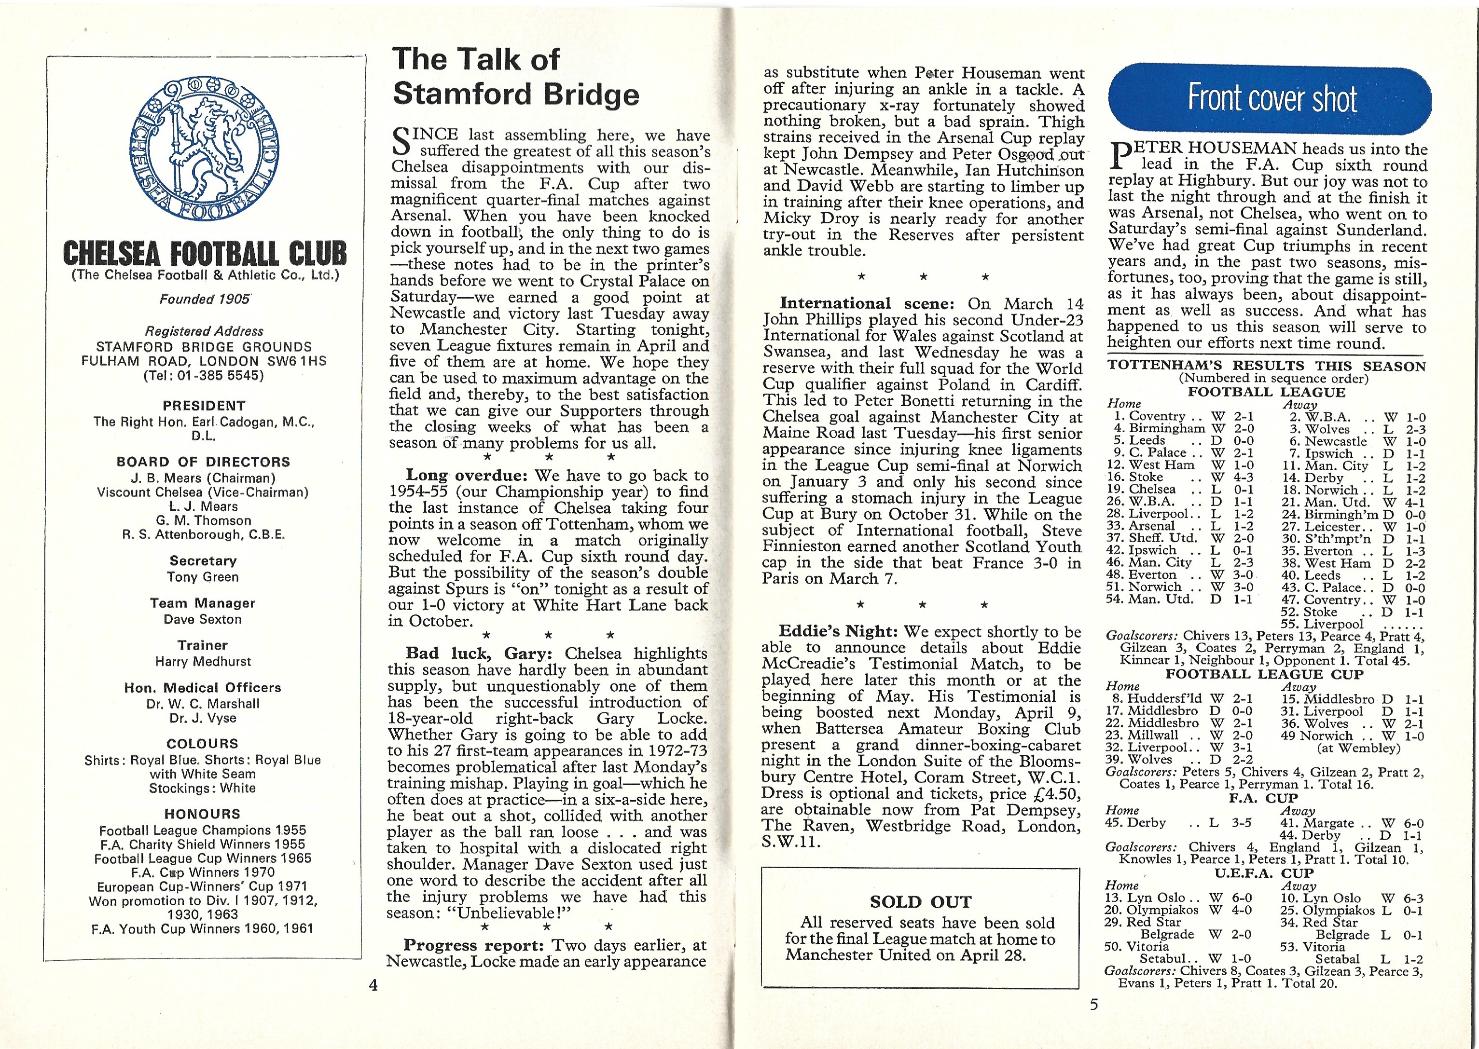 CHELSEA FOOTBALL CLUB
CHELSEA FOOTBALL CLUB
(The Chelsea Football & Athletic Co., Ltd.)
Founded 1905
Registered Address
STAMFORD BRIDGE GROUNDS
FULHAM ROAD, LONDON SW6 1HS
(Tel: 01-385 5545)
PRESIDENT
The Right Hon. Earl Cadogan, M.C.,
D.L.
BOARD OF DIRECTORS
J. B. Mears (Chairman)
Viscount Chelsea (Vice-Chairman)
L. J. Mears
G. M. Thomson
R. S. Attenborough, C.B.E.
Secretary
Tony Green
Team Manager
Dave Sexton
Trainer
Harry Medhurst
Hon. Medical Officers
Dr. W. C. Marshall
Dr. J. Vyse
COLOURS
Shirts: Royal Blue. Shorts: Royal Blue
with White Seam
Stockings: White
HONOURS
Football League Champions 1955
F.A. Charity Shield Winners 1955
Football League Cup Winners 1965
F.A. Cup Winners 1970
European Cup-Winners' Cup 1971
Won promotion to Div. I 1907, 1912,
1930, 1963
F.A. Youth Cup Winners 1960, 1961
The Talk of
Stamford Bridge
SINCE last assembling here, we have
suffered the greatest of all this season's
Chelsea disappointments with our dis-
missal from the F.A. Cup after two
magnificent quarter-final matches against
Arsenal. When you have been knocked
down in football, the only thing to do is
pick yourself up, and in the next two games
—these notes had to be in the printer's
hands before we went to Crystal Palace on
Saturday—we earned a good point at
Newcastle and victory last Tuesday away
to Manchester City. Starting tonight,
seven League fixtures remain in April and
five of them are at home. We hope they
can be used to maximum advantage on the
field and, thereby, to the best satisfaction
that we can give our Supporters through
the closing weeks of what has been a
season of many problems for us all.
* * *
Long overdue: We have to go back to
1954-55 (our Championship year) to find
the last instance of Chelsea taking four
points in a season off Tottenham, whom we
now welcome in a match originally
scheduled for F.A. Cup sixth round day.
But the possibility of the season's double
against Spurs is "on" tonight as a result of
our 1-0 victory at White Hart Lane back
in October.
* * *
Bad luck, Gary: Chelsea highlights
this season have hardly been in abundant
supply, but unquestionably one of them
has been the successful introduction of
18-year-old right-back Gary Locke.
Whether Gary is going to be able to add
to his 27 first-team appearances in 1972-73
becomes problematical after last Monday's
training mishap. Playing in goal—which he
often does at practice—in a six-a-side here,
he beat out a shot, collided with another
player as the ball ran loose . . . and was
taken to hospital with a dislocated right
shoulder. Manager Dave Sexton used just
one word to describe the accident after all
the injury problems we have had this
season: "Unbelievable!"
* * *
Progress report: Two days earlier, at
Newcastle, Locke made an early appearance
4
as substitute when Peter Houseman went
off after injuring an ankle in a tackle. A
precautionary x-ray fortunately showed
nothing broken, but a bad sprain. Thigh
strains received in the Arsenal Cup replay
kept John Dempsey and Peter Osgood out
at Newcastle. Meanwhile, Ian Hutchinson
and David Webb are starting to limber up
in training after their knee operations, and
Micky Droy is nearly ready for another
try-out in the Reserves after persistent
ankle trouble.
* * *
International scene: On March 14
John Phillips played his second Under-23
International for Wales against Scotland at
Swansea, and last Wednesday he was a
reserve with their full squad for the World
Cup qualifier against Poland in Cardiff.
This led to Peter Bonetti returning in the
Chelsea goal against Manchester City at
Maine Road last Tuesday—his first senior
appearance since injuring knee ligaments
in the League Cup semi-final at Norwich
on January 3 and only his second since
suffering a stomach injury in the League
Cup at Bury on October 31. While on the
subject of International football, Steve
Finnieston earned another Scotland Youth
cap in the side that beat France 3-0 in
Paris on March 7.
* * *
Eddie's Night: We expect shortly to be
able to announce details about Eddie
McCreadie's Testimonial Match, to be
played here later this month or at the
beginning of May. His Testimonial is
being boosted next Monday, April 9,
when Battersea Amateur Boxing Club
present a grand dinner-boxing-cabaret
night in the London Suite of the Blooms-
bury Centre Hotel, Coram Street, W.C.1.
Dress is optional and tickets, price £4.50,
are obtainable now from Pat Dempsey,
The Raven, Westbridge Road, London,
S.W.11.
SOLD OUT
All reserved seats have been sold
for the final League match at home to
Manchester United on April 28.
Front cover shot
PETER HOUSEMAN heads us into the
lead in the F.A. Cup sixth round
replay at Highbury. But our joy was not to
last the night through and at the finish it
was Arsenal, not Chelsea, who went on to
Saturday's semi-final against Sunderland.
We've had great Cup triumphs in recent
years and, in the past two seasons, mis-
fortunes, too, proving that the game is still,
as it has always been, about disappoint-
ment as well as success. And what has
happened to us this season will serve to
heighten our efforts next time round.
TOTTENHAM'S RESULTS THIS SEASON
(Numbered in sequence order)
FOOTBALL LEAGUE
Home Away
1. Coventry . . W 2-1 2. W.B.A. . . W 1-0
4. Birmingham W 2-0 3. Wolves . . L 2-3
5. Leeds . . D 0-0 6. Newcastle W 1-0
9. C. Palace . . W 2-1 7. Ipswich . . D 1-1
12. West Ham W 1-0 11. Man. City L 1-2
16. Stoke . . W 4-3 14. Derby . . L 1-2
19. Chelsea . . L 0-1 18. Norwich . . L 1-2
26. W.B.A. . . D 1-1 21. Man. Utd. W 4-1
28. Liverpool . . L 1-2 24. Birmingh'm D 0-0
33. Arsenal . . L 1-2 27. Leicester . . W 1-0
37. Sheff. Utd. W 2-0 30. S'th'mpt'n D 1-1
42. Ipswich . . L 0-1 35. Everton . . L 1-3
46. Man. City L 2-3 38. West Ham D 2-2
48. Everton . . W 3-0 40. Leeds . . L 1-2
51. Norwich . . W 3-0 43. C. Palace . . D 0-0
54. Man. Utd. D 1-1 47. Coventry . . W 1-0
52. Stoke . . D 1-1
55. Liverpool . . . . . .
Goalscorers: Chivers 13, Peters 13, Pearce 4, Pratt 4,
Gilzean 3, Coates 2, Perryman 2, England 1,
Kinnear 1, Neighbour 1, Opponent 1. Total 45.
FOOTBALL LEAGUE CUP
Home Away
8. Huddersf'ld W 2-1 15. Middlesbro D 1-1
17. Middlesbro D 0-0 31. Liverpool D 1-1
22. Middlesbro W 2-1 36. Wolves . . W 2-1
23. Millwall . . W 2-0 49 Norwich . . W 1-0
32. Liverpool . . W 3-1 (at Wembley)
39. Wolves . . D 2-2
Goalscorers: Peters 5, Chivers 4, Gilzean 2, Pratt 2,
Coates 1, Pearce 1, Perryman 1. Total 16.
F.A. CUP
Home Away
45. Derby . . L 3-5 41. Margate . . W 6-0
44. Derby . . D 1-1
Goalscorers: Chivers 4, England 1, Gilzean 1,
Knowles 1, Pearce 1, Peters 1, Pratt 1. Total 10.
U.E.F.A. CUP
Home Away
13. Lyn Oslo . . W 6-0 10. Lyn Oslo W 6-3
20. Olympiakos W 4-0 25. Olympiakos L 0-1
29. Red Star 34. Red Star
Belgrade W 2-0 Belgrade L 0-1
50. Vitoria 53. Vitoria
Setabul . . W 1-0 Setabal L 1-2
Goalscorers: Chivers 8, Coates 3, Gilzean 3, Pearce 3,
Evans 1, Peters 1, Pratt 1. Total 20.
5